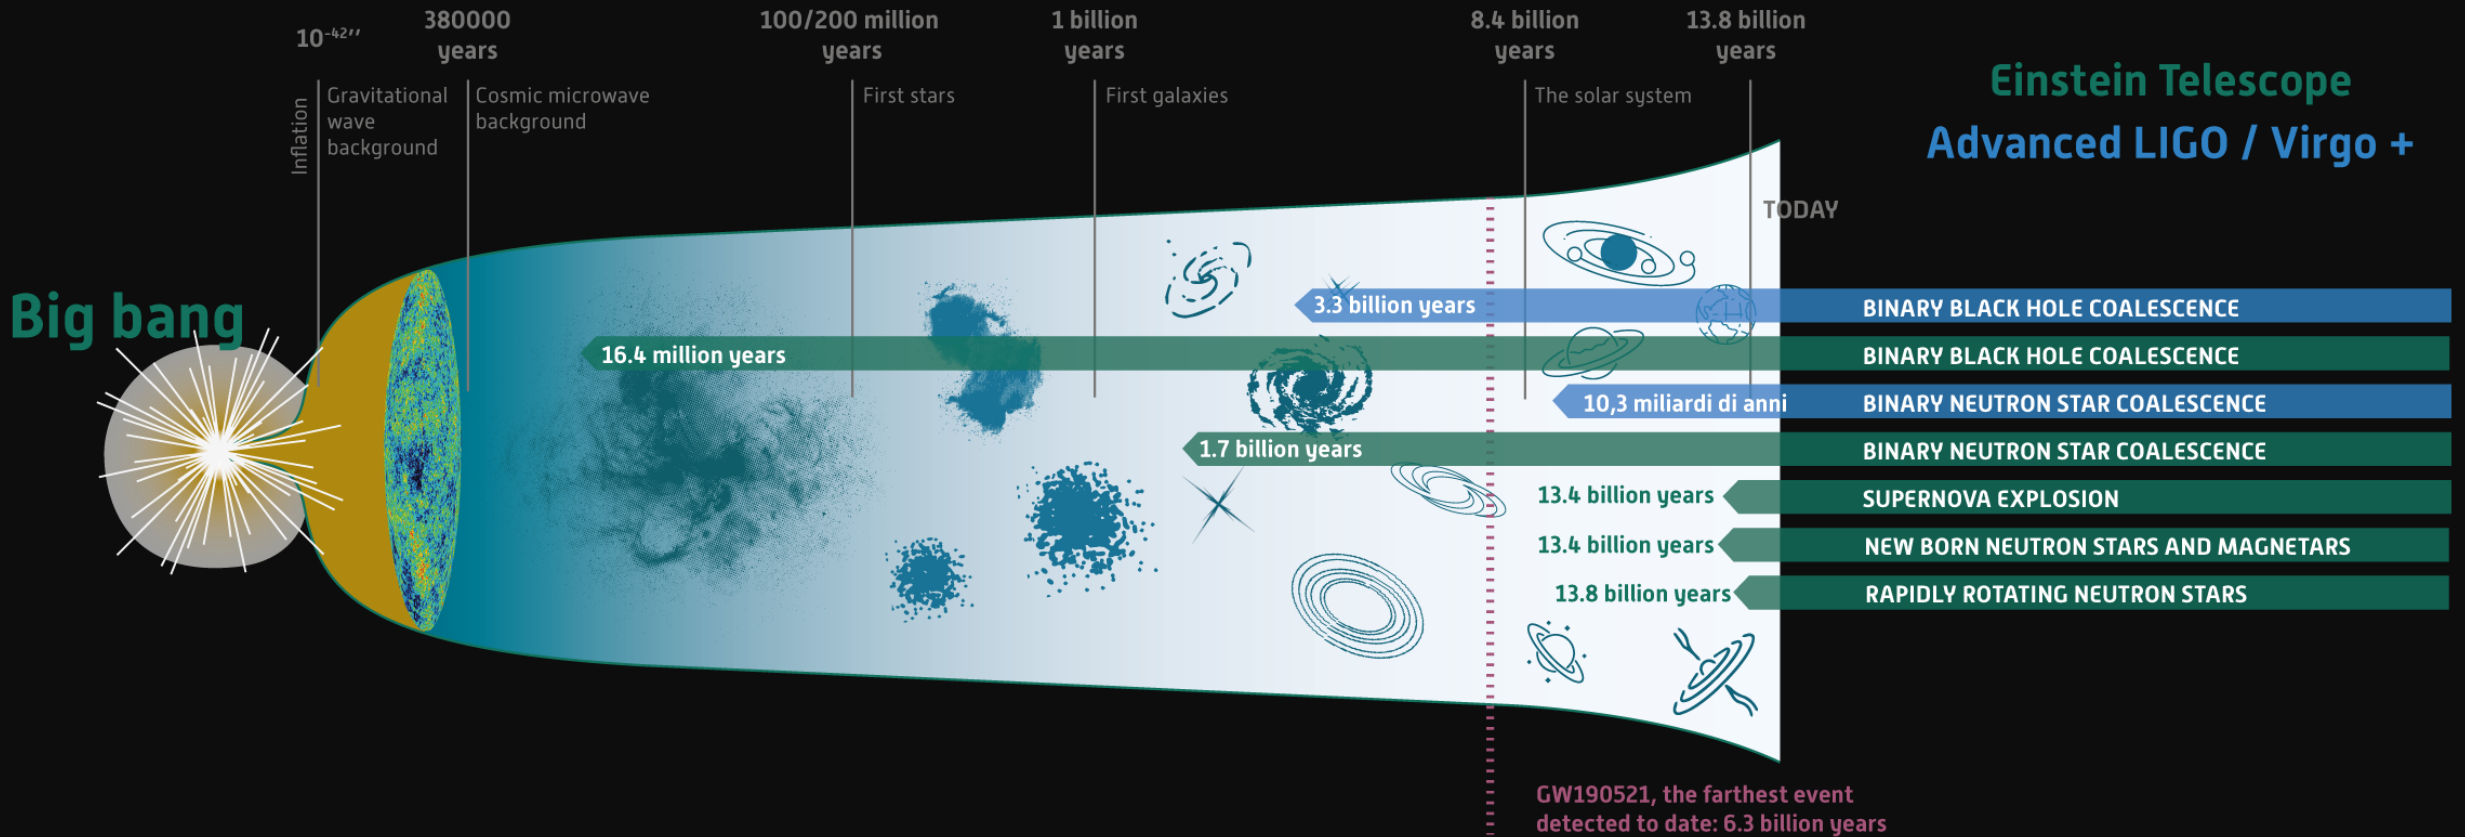 10⁻⁴²′′
380000
years
100/200 million
years
1 billion
years
8.4 billion
years
13.8 billion
years
Inflation
Gravitational
wave
background
Cosmic microwave
background
First stars
First galaxies
The solar system
TODAY
Einstein Telescope
Advanced LIGO / Virgo +
Big bang
3.3 billion years
BINARY BLACK HOLE COALESCENCE
16.4 million years
BINARY BLACK HOLE COALESCENCE
10,3 miliardi di anni
BINARY NEUTRON STAR COALESCENCE
1.7 billion years
BINARY NEUTRON STAR COALESCENCE
13.4 billion years
SUPERNOVA EXPLOSION
13.4 billion years
NEW BORN NEUTRON STARS AND MAGNETARS
13.8 billion years
RAPIDLY ROTATING NEUTRON STARS
GW190521, the farthest event
detected to date: 6.3 billion years